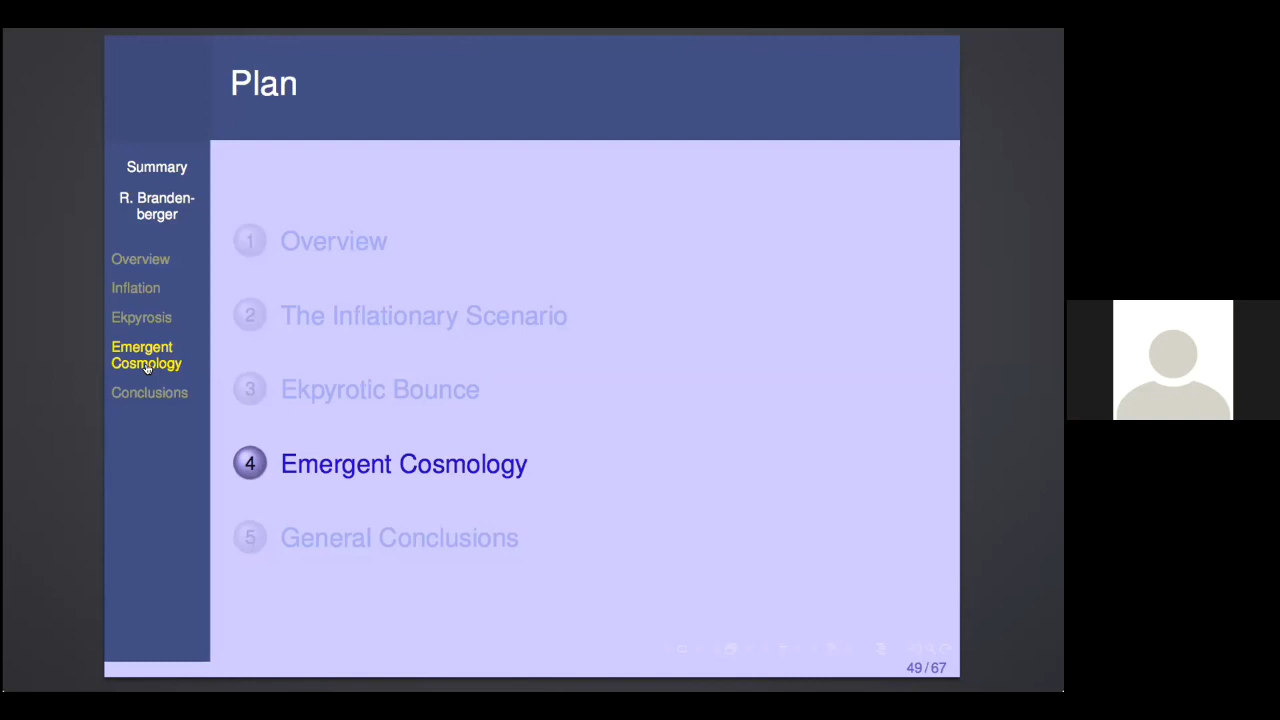 Plan
Summary
R. Branden-
berger
Overview
Inflation
Ekpyrosis
Emergent
Cosmology
Conclusions
1 Overview
2 The Inflationary Scenario
3 Ekpyrotic Bounce
4 Emergent Cosmology
5 General Conclusions
49 / 67